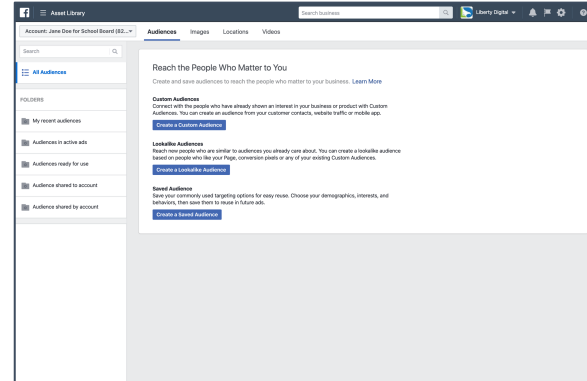 Asset Library
Search business
Liberty Digital
Account: Jane Doe for School Board (82...
Audiences
Images
Locations
Videos
Search
All Audiences
FOLDERS
My recent audiences
Audiences in active ads
Audiences ready for use
Audience shared to account
Audience shared by account
Reach the People Who Matter to You
Create and save audiences to reach the people who matter to your business. Learn More
Custom Audiences
Connect with the people who have already shown an interest in your business or product with Custom
Audiences. You can create an audience from your customer contacts, website traffic or mobile app.
Create a Custom Audience
Lookalike Audiences
Reach new people who are similar to audiences you already care about. You can create a lookalike audience
based on people who like your Page, conversion pixels or any of your existing Custom Audiences.
Create a Lookalike Audience
Saved Audience
Save your commonly used targeting options for easy reuse. Choose your demographics, interests, and
behaviors, then save them to reuse in future ads.
Create a Saved Audience